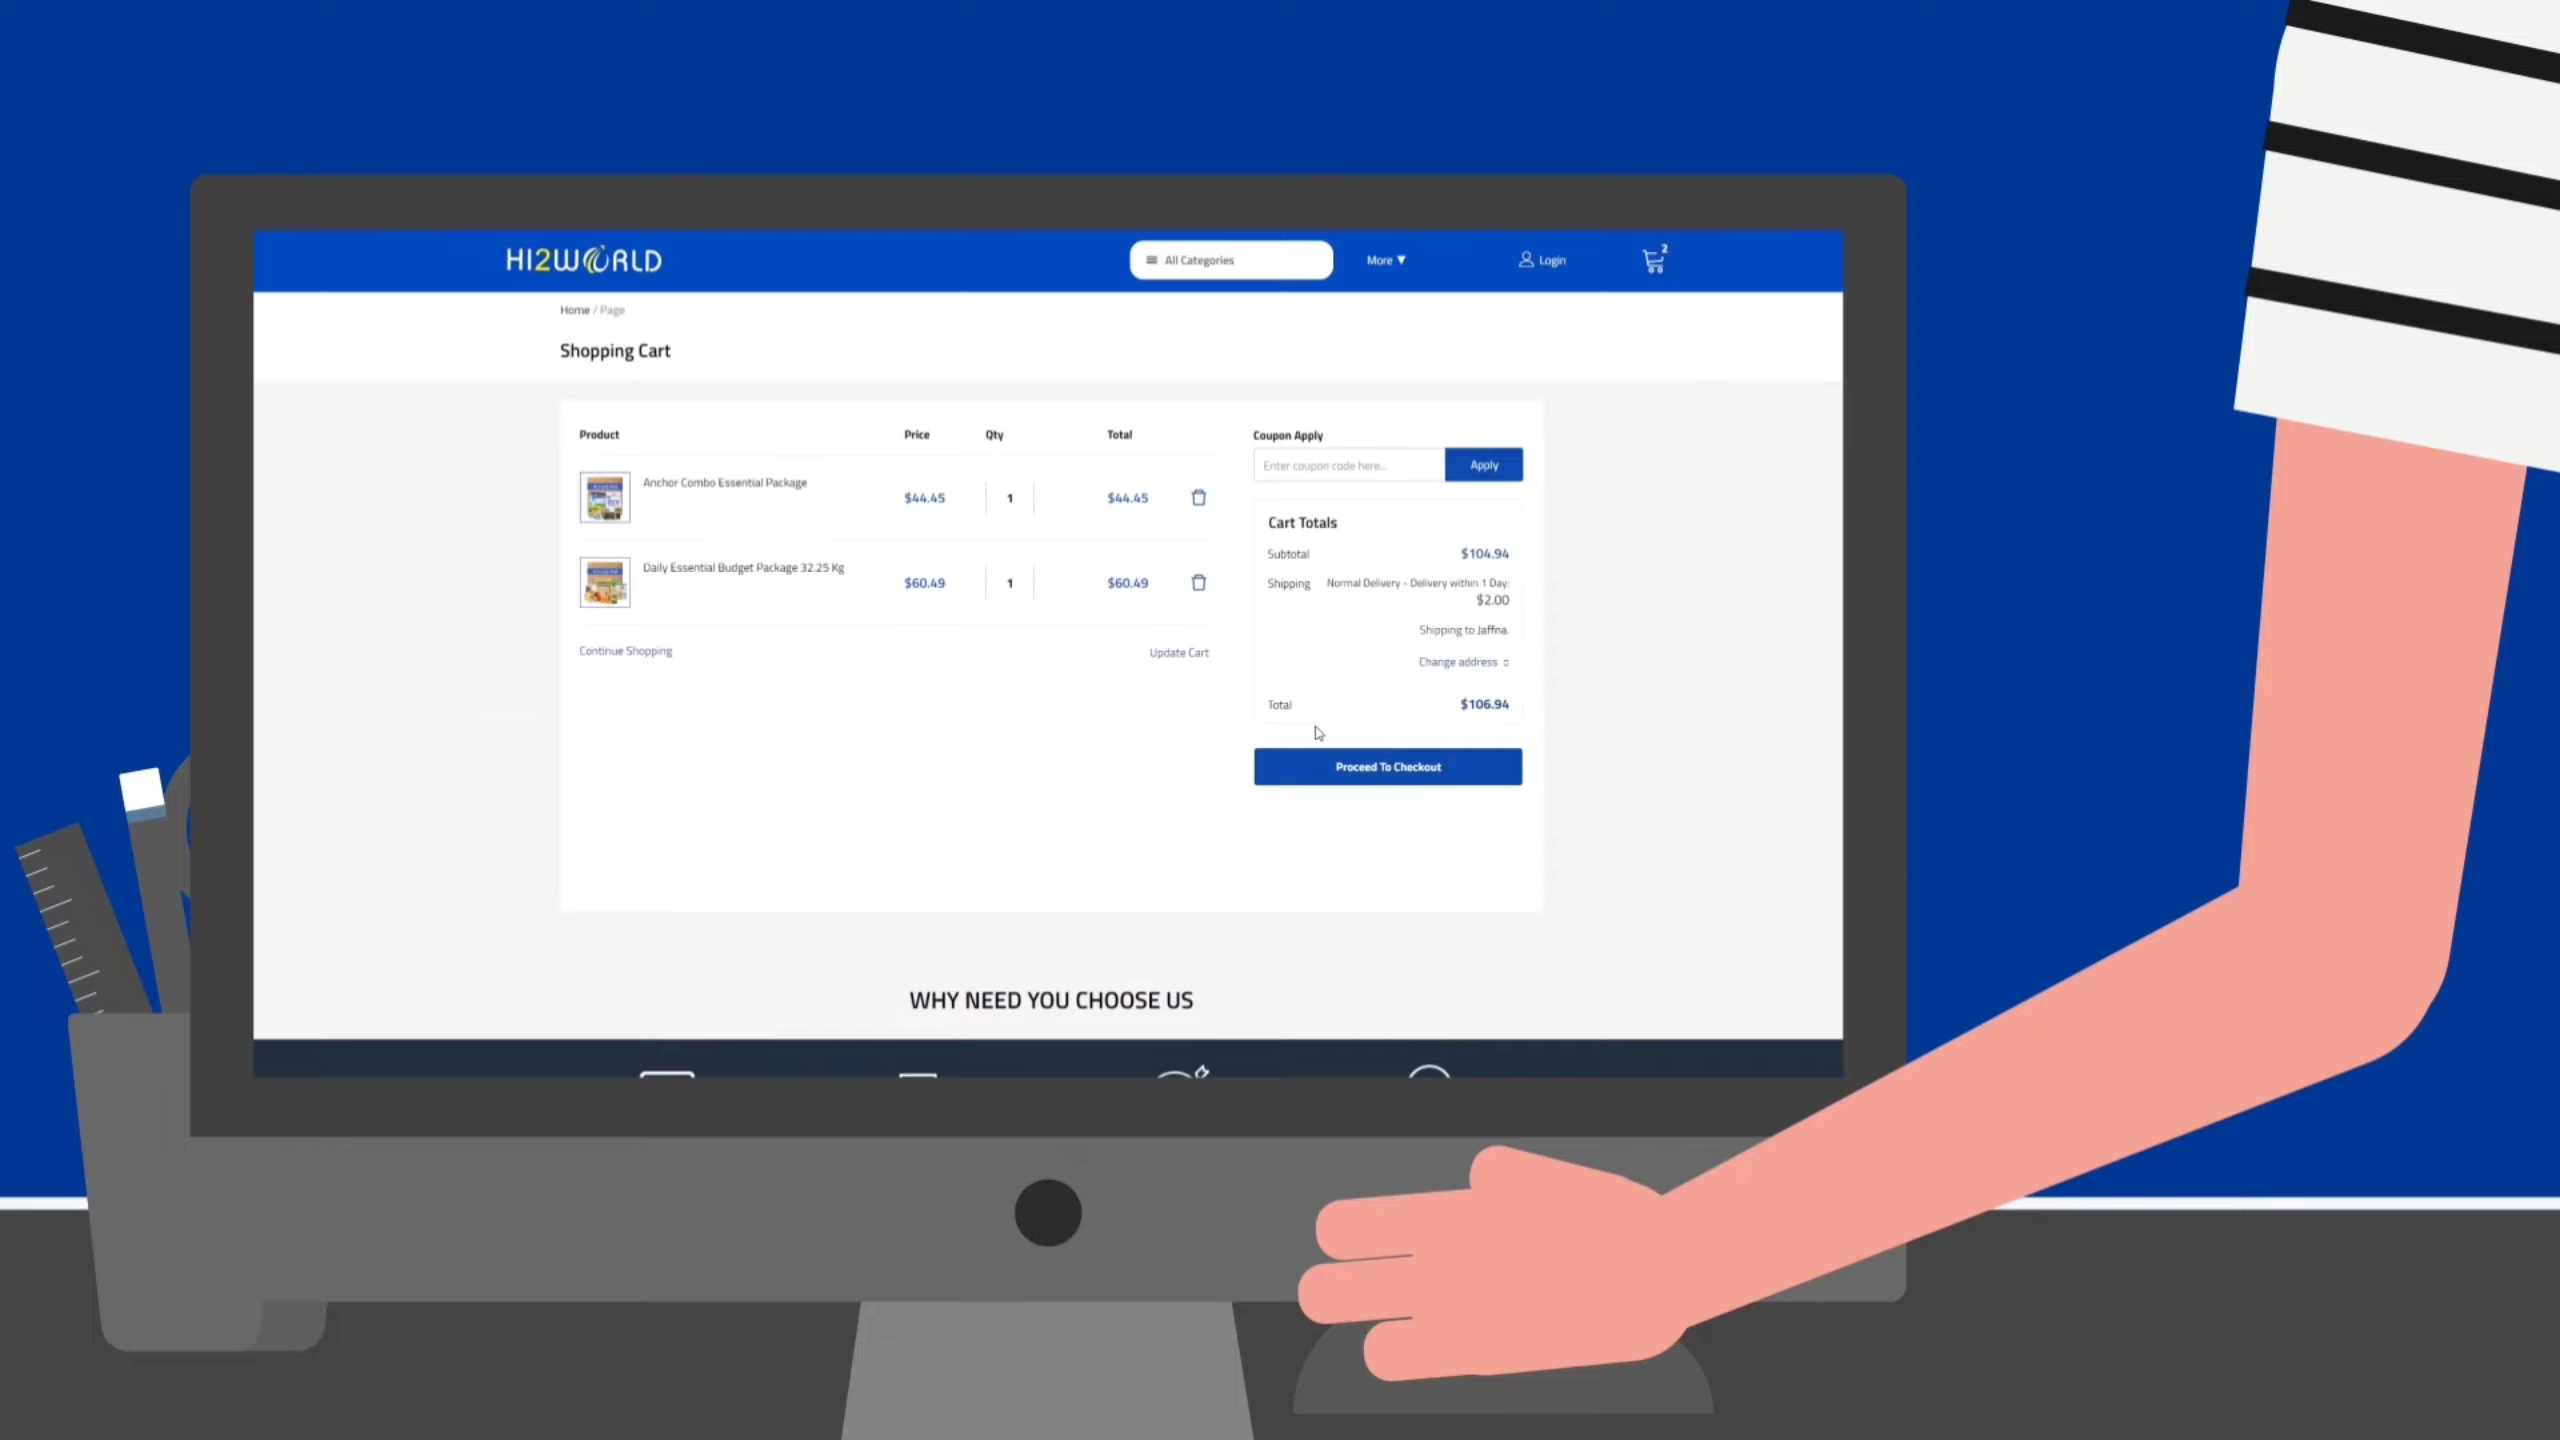 HI2WORLD
All Categories
More
Login
2
Home / Page
Shopping Cart
Product Price Qty Total
Anchor Combo Essential Package
$44.45 1 $44.45
Daily Essential Budget Package 32.25 Kg
$60.49 1 $60.49
Continue Shopping
Update Cart
Coupon Apply
Enter coupon code here...
Apply
Cart Totals
Subtotal $104.94
Shipping Normal Delivery - Delivery within 1 Day:
$2.00
Shipping to Jaffna.
Change address
Total $106.94
Proceed To Checkout
WHY NEED YOU CHOOSE US